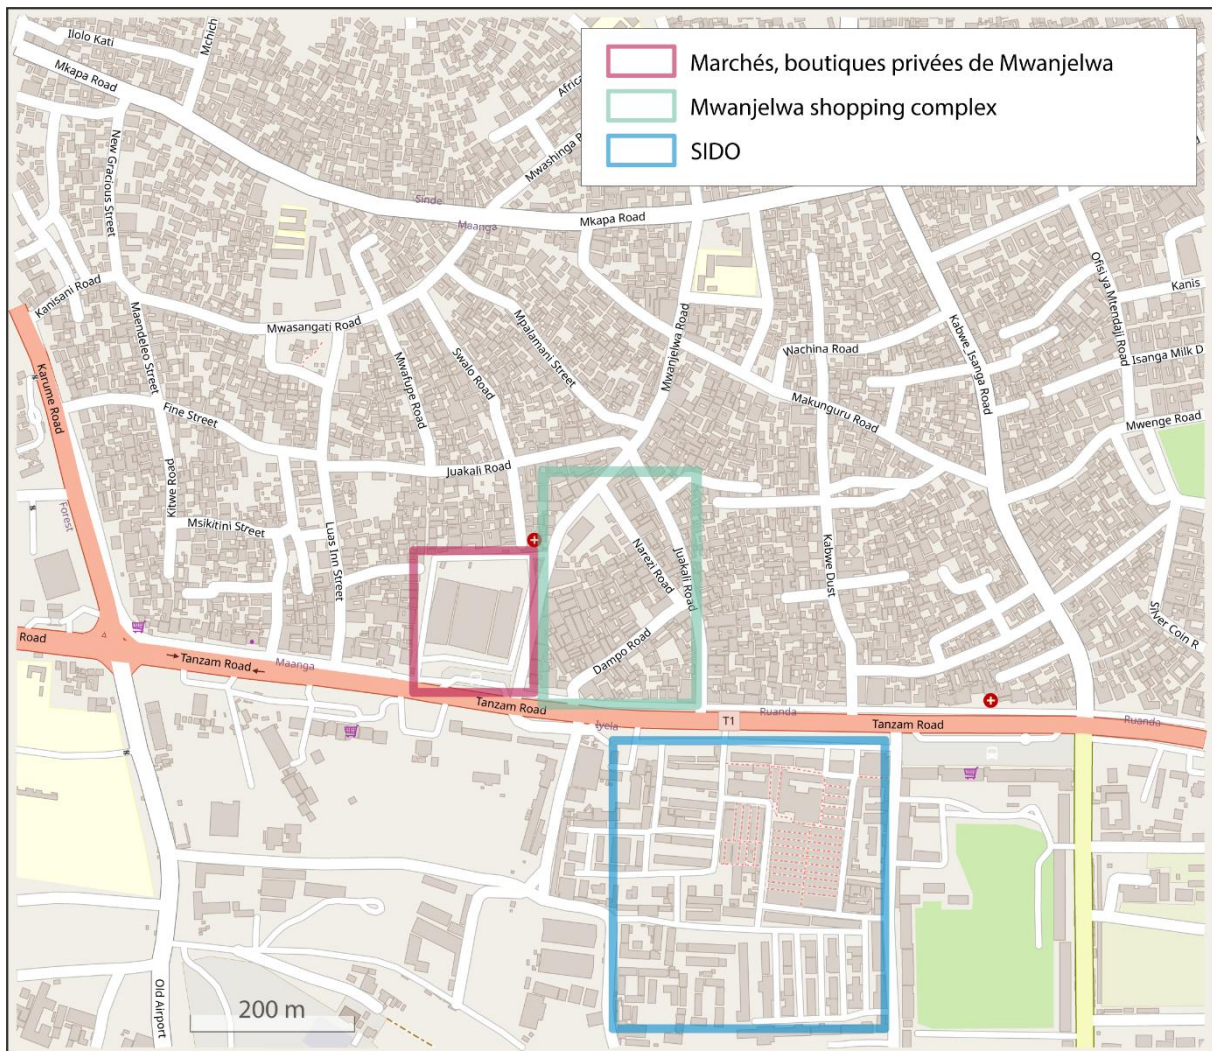 Ilolo Kati
Mchich
Mkapa Road
Africa
Marchés, boutiques privées de Mwanjelwa
Mwanjelwa shopping complex
SIDO
New Gracious Street
Mwashinga R
Sinde
Maanga
Mkapa Road
Kanisani Road
Ofisi ya Mtendaji Road
Kanis
Maendeleo Street
Mwasangati Road
Mpalamani Street
Mwanjelwa Road
Kabwe_Isanga Road
Karume Road
Mwafupe Road
Swalo Road
Wachina Road
Isanga Milk D
Fine Street
Makunguru Road
Mwenge Road
Juakali Road
Kitwe Road
Forest
Msikitini Street
Luas Inn Street
Narezi Road
Juakali Road
Kabwe Dust
Silver Coin R
Road
Tanzam Road
Maanga
Dampo Road
Tanzam Road
Iyela
T1
Ruanda
Tanzam Road
Ruanda
Old Airport
200 m